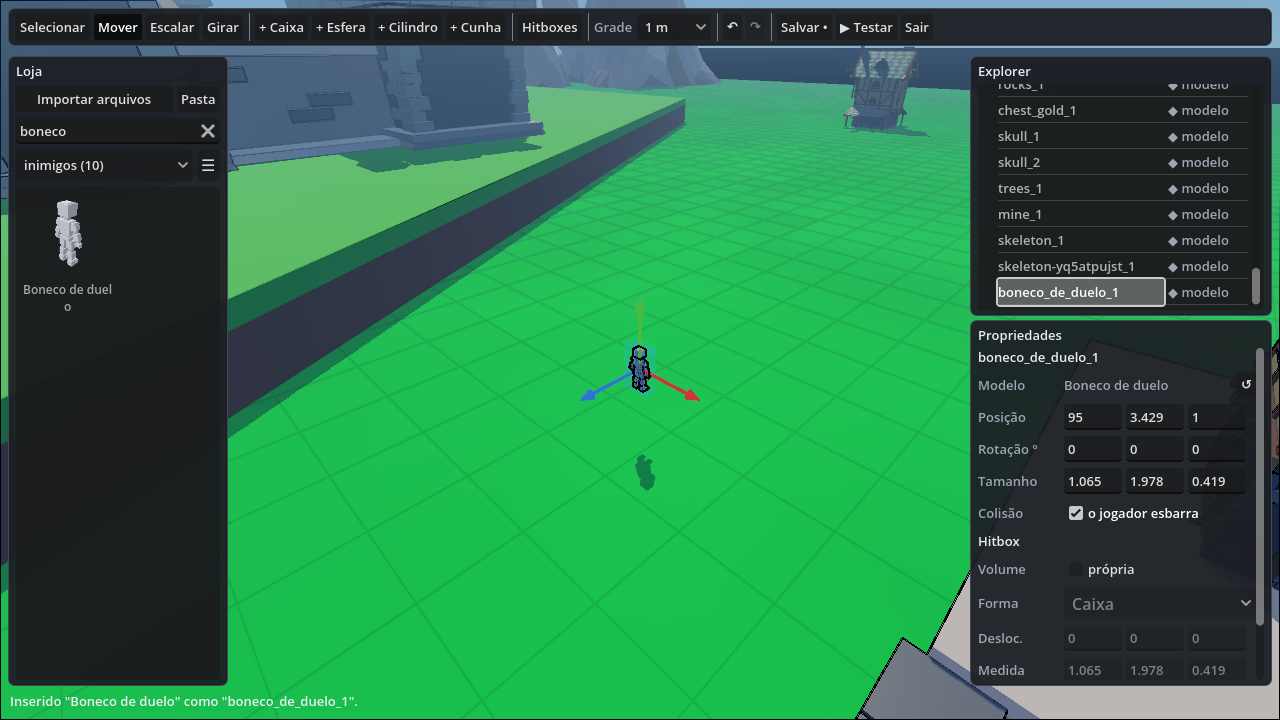 Selecionar Mover Escalar Girar + Caixa + Esfera + Cilindro + Cunha Hitboxes Grade 1 m Salvar • ▶ Testar Sair
Loja
Importar arquivos Pasta
boneco
inimigos (10)
Boneco de duel
o
Explorer
rocks_1 ◆ modelo
chest_gold_1 ◆ modelo
skull_1 ◆ modelo
skull_2 ◆ modelo
trees_1 ◆ modelo
mine_1 ◆ modelo
skeleton_1 ◆ modelo
skeleton-yq5atpujst_1 ◆ modelo
boneco_de_duelo_1 ◆ modelo
Propriedades
boneco_de_duelo_1
Modelo Boneco de duelo
Posição 95 3.429 1
Rotação ° 0 0 0
Tamanho 1.065 1.978 0.419
Colisão o jogador esbarra
Hitbox
Volume própria
Forma Caixa
Desloc. 0 0 0
Medida 1.065 1.978 0.419
Inserido "Boneco de duelo" como "boneco_de_duelo_1".